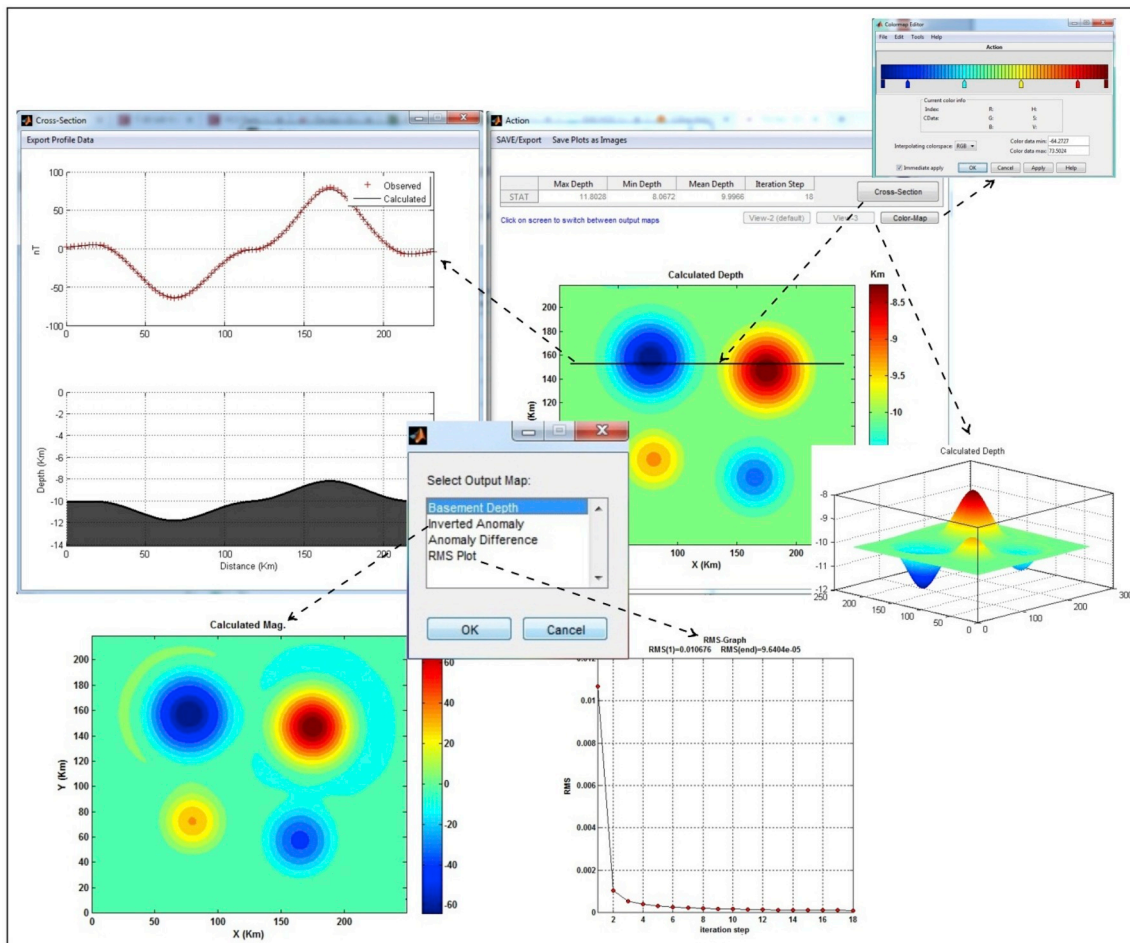 Colormap Editor
File Edit Tools Help
Action
Current color info
Index: R: H:
CData: G: S:
B: V:
Interpolating colorspace: RGB
Color data min: -64.2727
Color data max: 73.5024
Immediate apply OK Cancel Apply Help
Cross-Section
Export Profile Data
Observed
Calculated
100
50
0
-50
-100
nT
0 50 100 150 200
0
-2
-4
-6
-8
-10
-12
-14
Depth (Km)
0 50 100 150 200
Distance (Km)
Action
SAVE/Export Save Plots as Images
Max Depth Min Depth Mean Depth Iteration Step
STAT 11.8028 8.0672 9.9966 18
Cross-Section
Click on screen to switch between output maps
View-2 (default) View-3 Color-Map
Calculated Depth
Km
200
180
160
140
120
(Km)
100 150 200
X (Km)
-8.5
-9
-9.5
-10
Select Output Map:
Basement Depth
Inverted Anomaly
Anomaly Difference
RMS Plot
OK Cancel
Calculated Depth
-8
-9
-10
-11
-12
250 200 150 100 50 0
0 100 200 300
Calculated Mag.
200
180
160
140
120
100
80
60
40
20
0
Y (Km)
0 50 100 150 200
X (Km)
60
40
20
0
-20
-40
-60
RMS-Graph
RMS(1)=0.010676 RMS(end)=9.6404e-05
0.012
0.01
0.008
0.006
0.004
0.002
0
RMS
2 4 6 8 10 12 14 16 18
iteration step